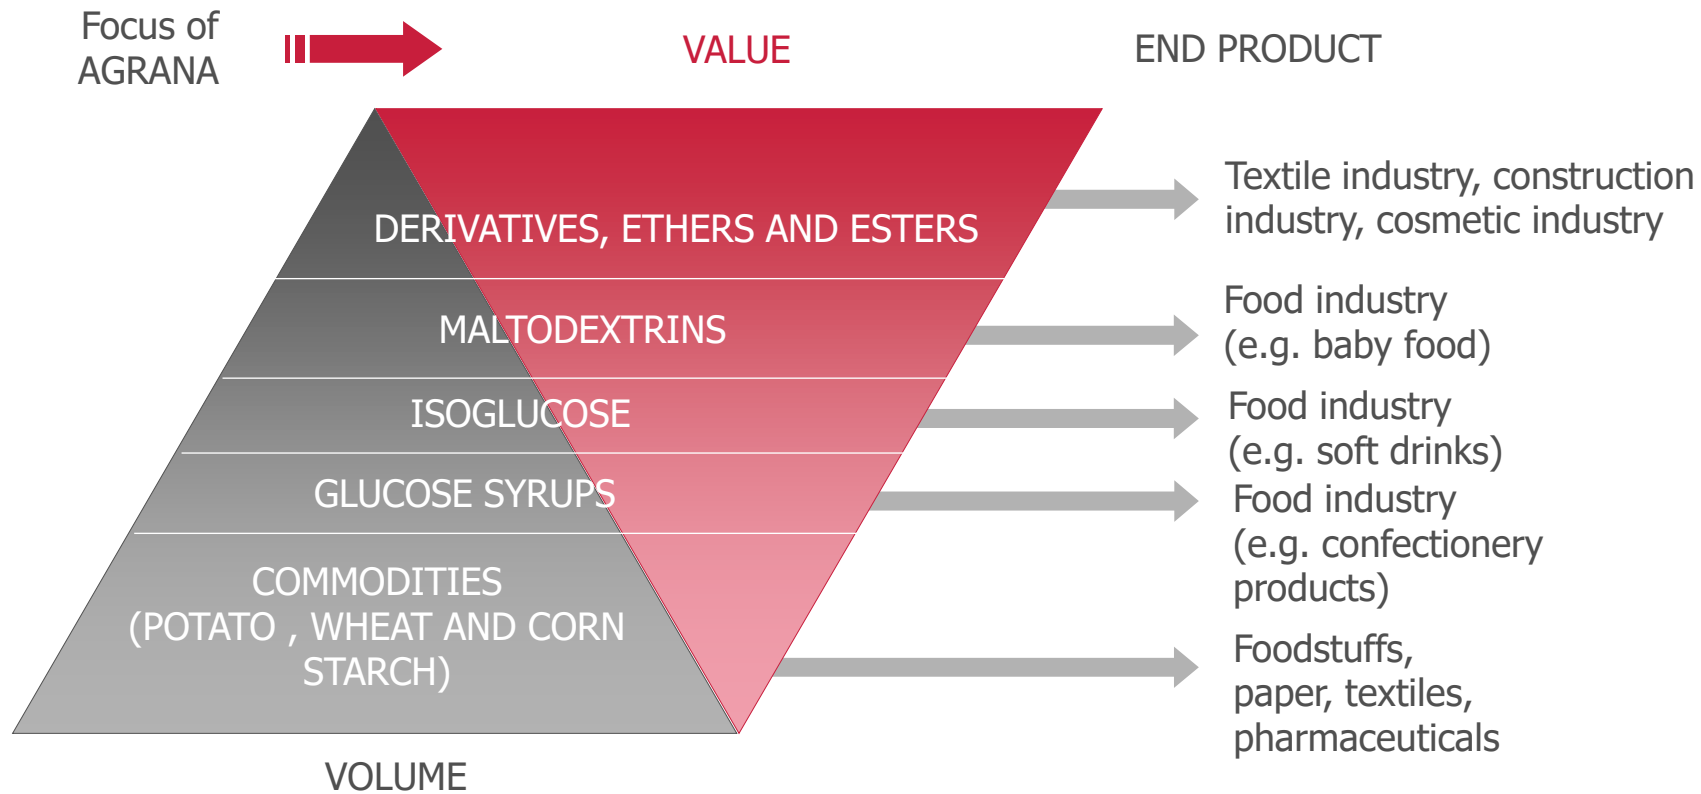 Focus of
AGRANA
VALUE
END PRODUCT
DERIVATIVES, ETHERS AND ESTERS
Textile industry, construction
industry, cosmetic industry
MALTODEXTRINS
Food industry
(e.g. baby food)
ISOGLUCOSE
Food industry
(e.g. soft drinks)
GLUCOSE SYRUPS
Food industry
(e.g. confectionery
products)
COMMODITIES
(POTATO , WHEAT AND CORN
STARCH)
Foodstuffs,
paper, textiles,
pharmaceuticals
VOLUME